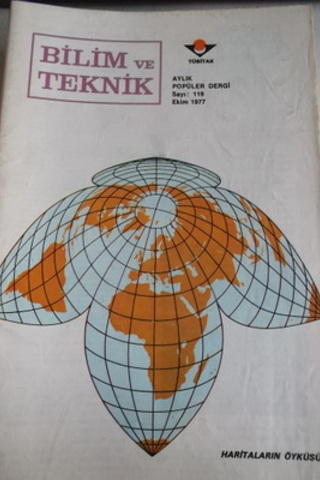 BİLİM VE
TEKNİK
TÜBİTAK
AYLIK
POPÜLER DERGİ
Sayı: 119
Ekim 1977
HARİTALARIN ÖYKÜSÜ